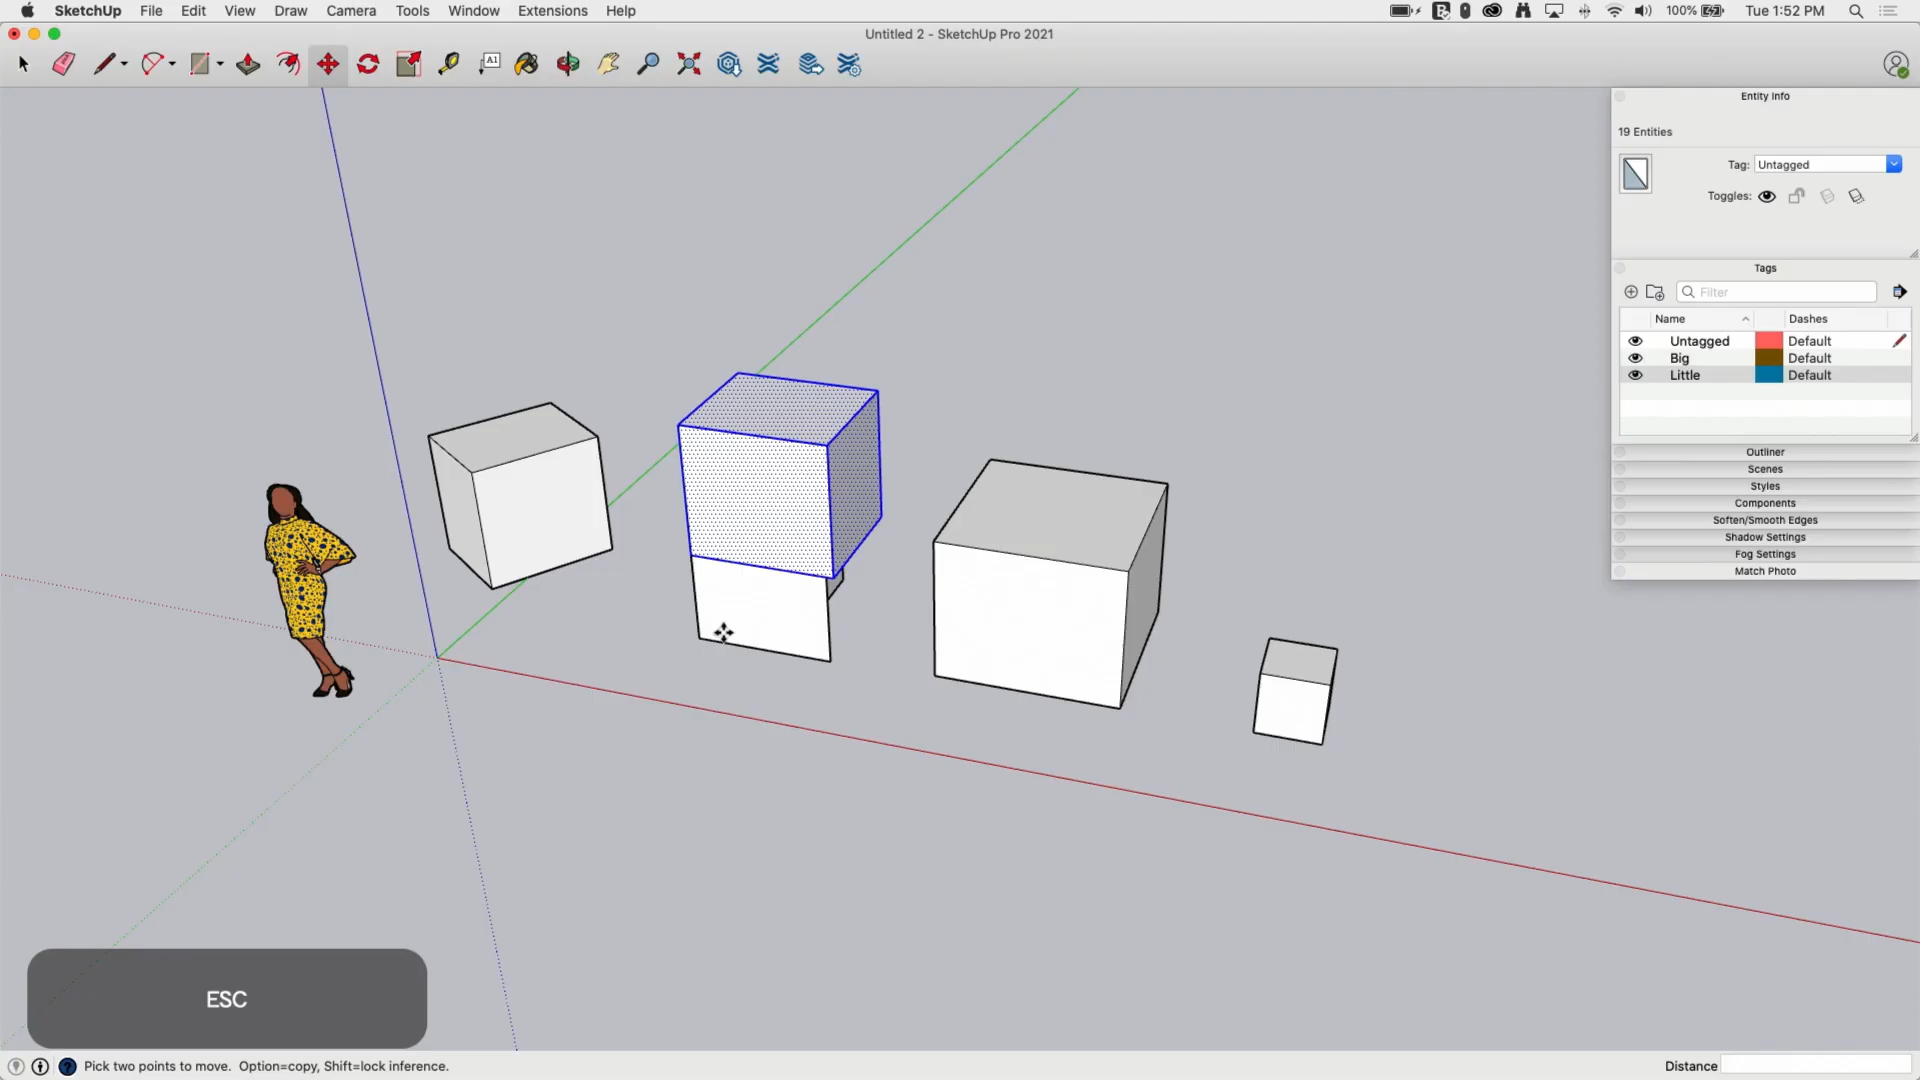 SketchUp File Edit View Draw Camera Tools Window Extensions Help 100% Tue 1:52 PM
Untitled 2 - SketchUp Pro 2021
A1
Entity Info
19 Entities
Tag: Untagged
Toggles:
Tags
Filter
Name Dashes
Untagged Default
Big Default
Little Default
Outliner
Scenes
Styles
Components
Soften/Smooth Edges
Shadow Settings
Fog Settings
Match Photo
ESC
Pick two points to move. Option=copy, Shift=lock inference. Distance